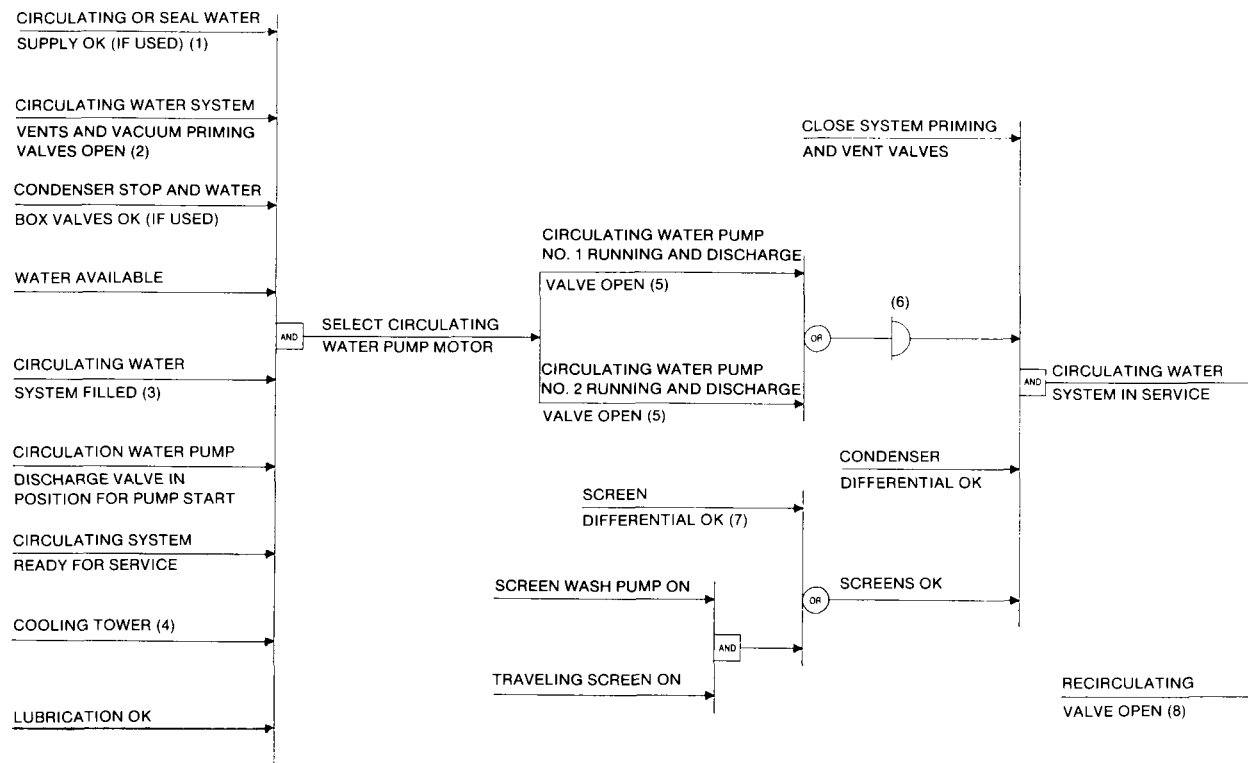 CIRCULATING OR SEAL WATER
SUPPLY OK (IF USED) (1)
CIRCULATING WATER SYSTEM
VENTS AND VACUUM PRIMING
VALVES OPEN (2)
CONDENSER STOP AND WATER
BOX VALVES OK (IF USED)
WATER AVAILABLE
CIRCULATING WATER
SYSTEM FILLED (3)
CIRCULATION WATER PUMP
DISCHARGE VALVE IN
POSITION FOR PUMP START
CIRCULATING SYSTEM
READY FOR SERVICE
COOLING TOWER (4)
LUBRICATION OK
AND
SELECT CIRCULATING
WATER PUMP MOTOR
CIRCULATING WATER PUMP
NO. 1 RUNNING AND DISCHARGE
VALVE OPEN (5)
CIRCULATING WATER PUMP
NO. 2 RUNNING AND DISCHARGE
VALVE OPEN (5)
OR
(6)
SCREEN
DIFFERENTIAL OK (7)
SCREEN WASH PUMP ON
AND
TRAVELING SCREEN ON
OR
SCREENS OK
CLOSE SYSTEM PRIMING
AND VENT VALVES
CONDENSER
DIFFERENTIAL OK
AND
CIRCULATING WATER
SYSTEM IN SERVICE
RECIRCULATING
VALVE OPEN (8)